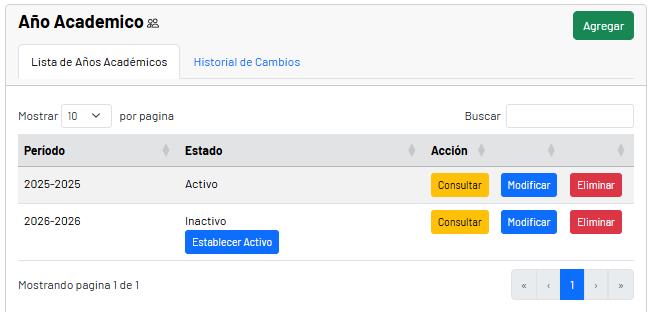 Año Academico
Agregar
Lista de Años Académicos Historial de Cambios
Mostrar 10 por pagina Buscar
Período Estado Acción
2025-2025 Activo Consultar Modificar Eliminar
2026-2026 Inactivo Consultar Modificar Eliminar
Establecer Activo
Mostrando pagina 1 de 1 « ‹ 1 › »